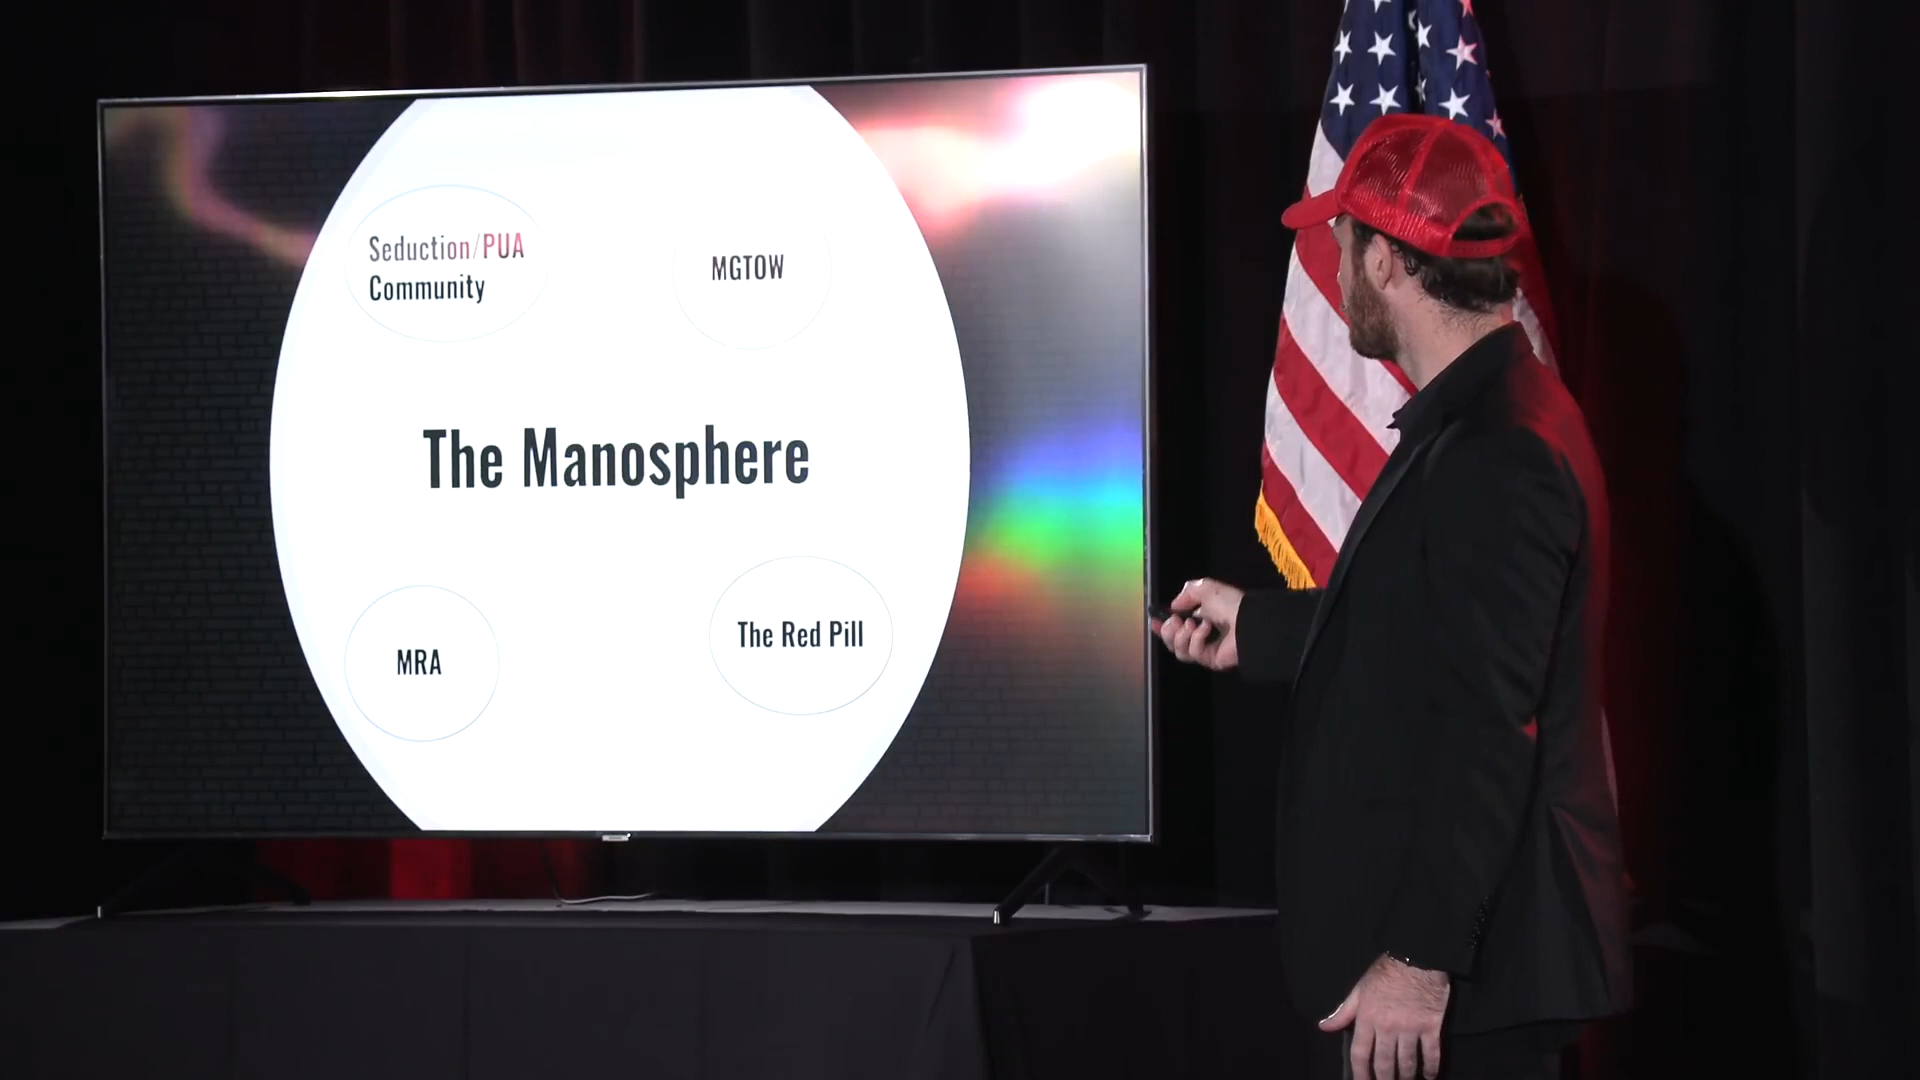 Seduction/PUA
Community
MGTOW
The Manosphere
MRA
The Red Pill